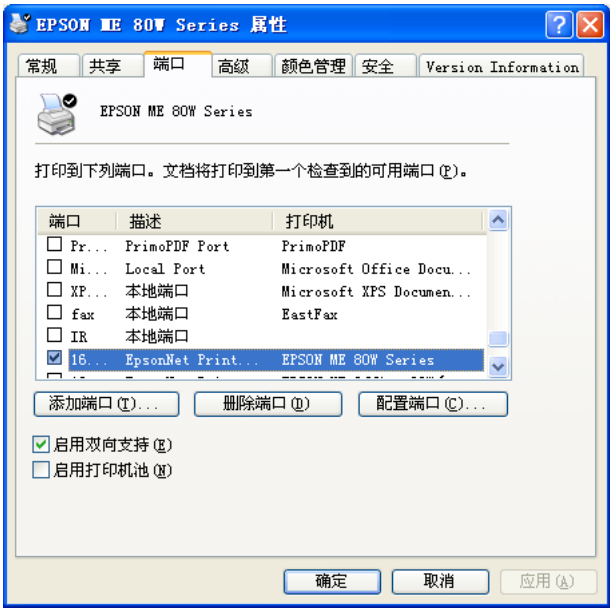 EPSON ME 80W Series 属性
常规 共享 端口 高级 颜色管理 安全 Version Information
EPSON ME 80W Series
打印到下列端口。文档将打印到第一个检查到的可用端口(P)。
端口 描述 打印机
Pr... PrimoPDF Port PrimoPDF
Mi... Local Port Microsoft Office Docu...
XP... 本地端口 Microsoft XPS Documen...
fax 本地端口 EastFax
IR 本地端口
16... EpsonNet Print... EPSON ME 80W Series
添加端口(T)... 删除端口(D) 配置端口(C)...
启用双向支持(E)
启用打印机池(N)
确定 取消 应用(A)